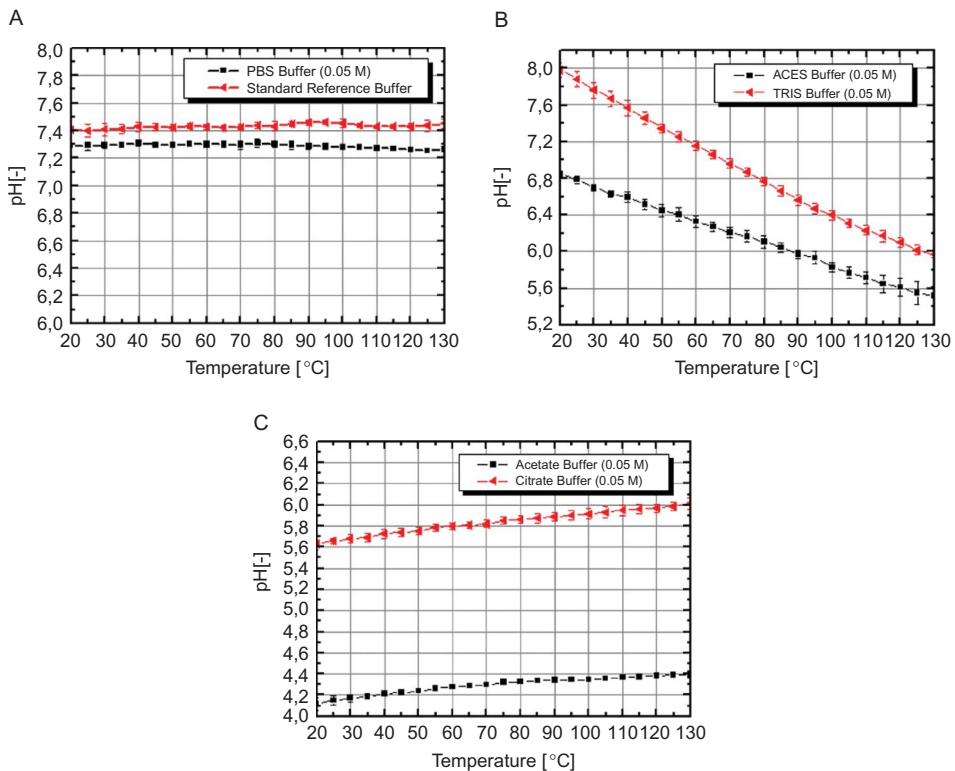 A
8,0
7,8
7,6
7,4
7,2
7,0
6,8
6,6
6,4
6,2
6,0
pH[-]
PBS Buffer (0.05 M)
Standard Reference Buffer
20 30 40 50 60 70 80 90 100 110 120 130
Temperature [°C]
B
8,0
7,6
7,2
6,8
6,4
6,0
5,6
5,2
pH[-]
ACES Buffer (0.05 M)
TRIS Buffer (0.05 M)
20 30 40 50 60 70 80 90 100 110 120 130
Temperature [°C]
C
6,6
6,4
6,2
6,0
5,8
5,6
5,4
5,2
5,0
4,8
4,6
4,4
4,2
4,0
pH[-]
Acetate Buffer (0.05 M)
Citrate Buffer (0.05 M)
20 30 40 50 60 70 80 90 100 110 120 130
Temperature [°C]